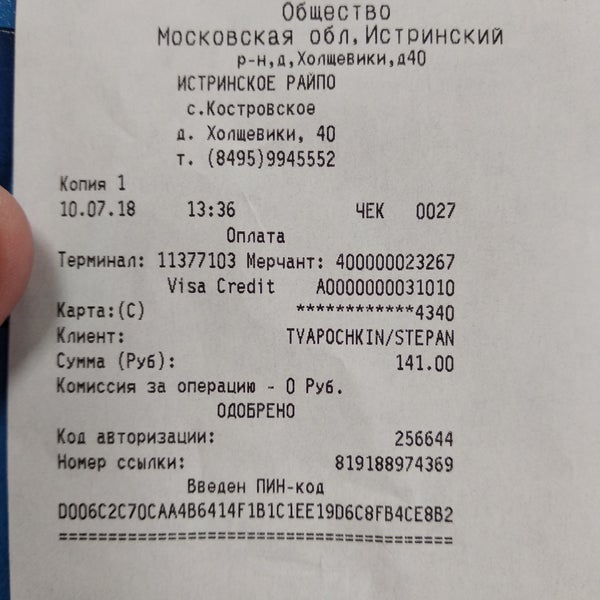 Общество
Московская обл,Истринский
р-н,д,Холщевики,д40
ИСТРИНСКОЕ РАЙПО
с.Костровское
д. Холщевики, 40
т. (8495)9945552
Копия 1
10.07.18 13:36 ЧЕК 0027
Оплата
Терминал: 11377103 Мерчант: 400000023267
Visa Credit A0000000031010
Карта:(C) ************4340
Клиент: TVAPOCHKIN/STEPAN
Сумма (Руб): 141.00
Комиссия за операцию - 0 Руб.
ОДОБРЕНО
Код авторизации: 256644
Номер ссылки: 819188974369
Введен ПИН-код
D006C2C70CAA4B6414F1B1C1EE19D6C8FB4CE8B2
========================================